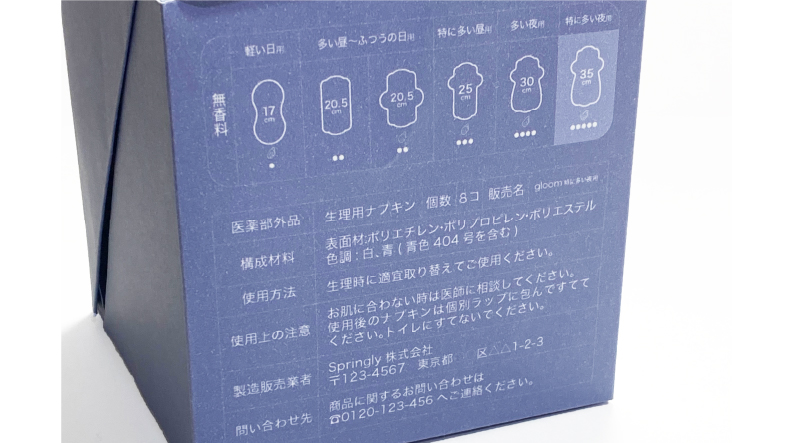 軽い日用
多い昼〜ふつうの日用
特に多い昼用
多い夜用
特に多い夜用
無香料
17
cm
20.5
cm
20.5
cm
25
cm
30
cm
35
cm
医薬部外品 生理用ナプキン 個数 8コ 販売名 gloom 特に多い夜用
構成材料 表面材:ポリエチレン・ポリプロピレン・ポリエステル
色調 : 白、青 ( 青色 404 号を含む )
使用方法 生理時に適宜取り替えてご使用ください。
使用上の注意 お肌に合わない時は医師に相談してください。
使用後のナプキンは個別ラップに包んですてて
ください。トイレにすてないでください。
製造販売業者 Springly 株式会社
〒123-4567 東京都 区△△1-2-3
問い合わせ先 商品に関するお問い合わせは
☎0120-123-456 へご連絡ください。